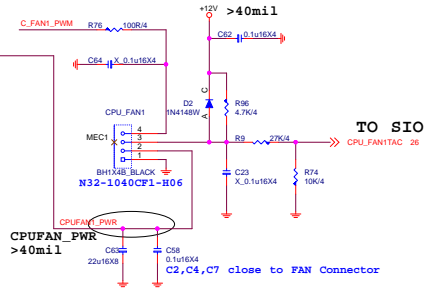 +12V >40mil
C_FAN1_PWM R76 100R/4
C62 0.1u16X4
C64 X_0.1u16X4
C
D2
1N4148W
A
R96
4.7K/4
CPU_FAN1
MEC1
4
3
2
1
R9 27K/4
TO SIO
CPU_FAN1TAC 26
BH1X4B_BLACK
N32-1040CF1-H06
C23
X_0.1u16X4
R74
10K/4
CPUFAN1_PWR
CPUFAN_PWR
>40mil
C63
22u16X8
C58
0.1u16X4
C2,C4,C7 close to FAN Connector